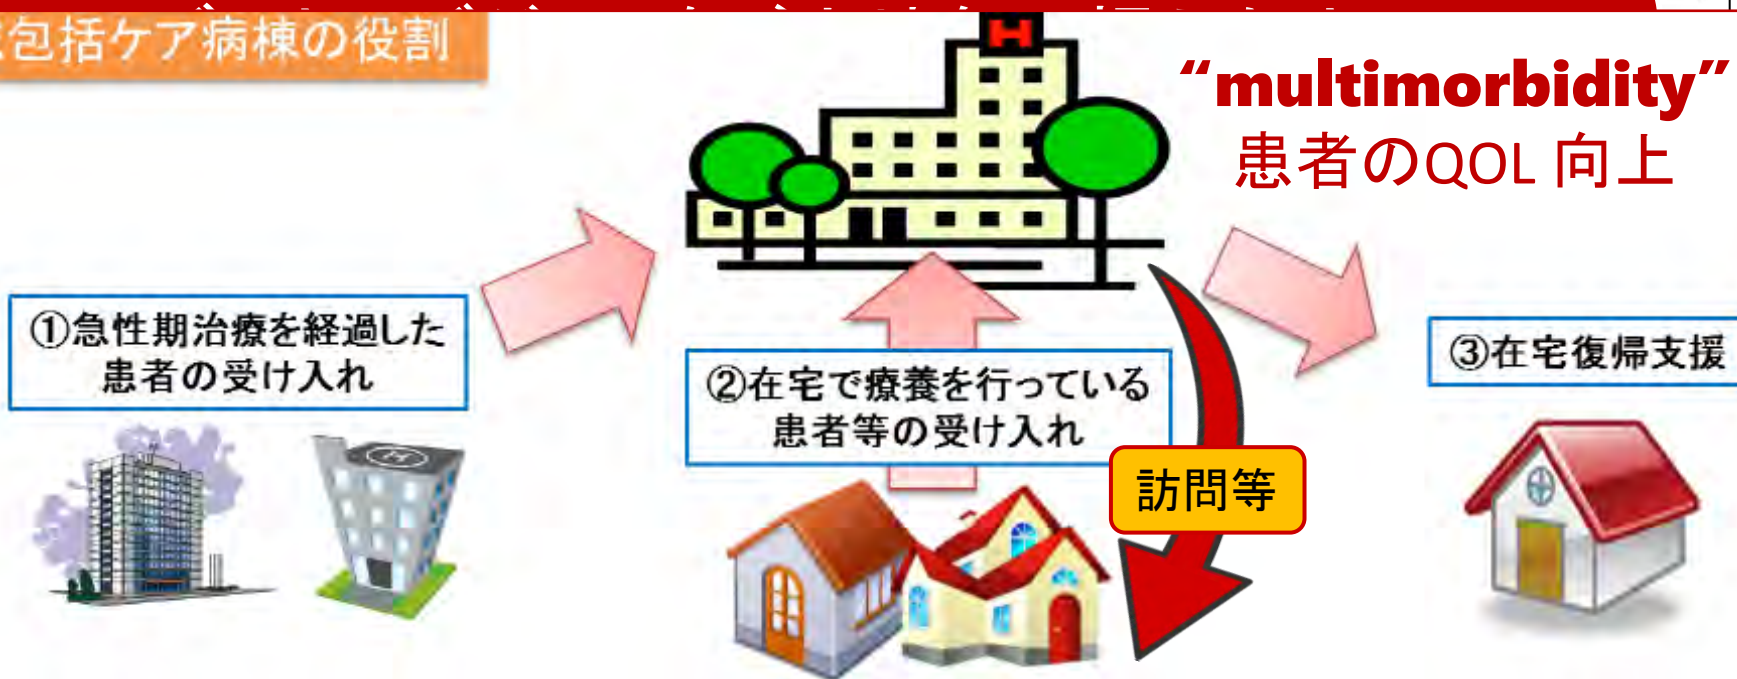 包括ケア病棟の役割
H
“multimorbidity”
患者のQOL 向上
①急性期治療を経過した
患者の受け入れ
②在宅で療養を行っている
患者等の受け入れ
訪問等
③在宅復帰支援
H